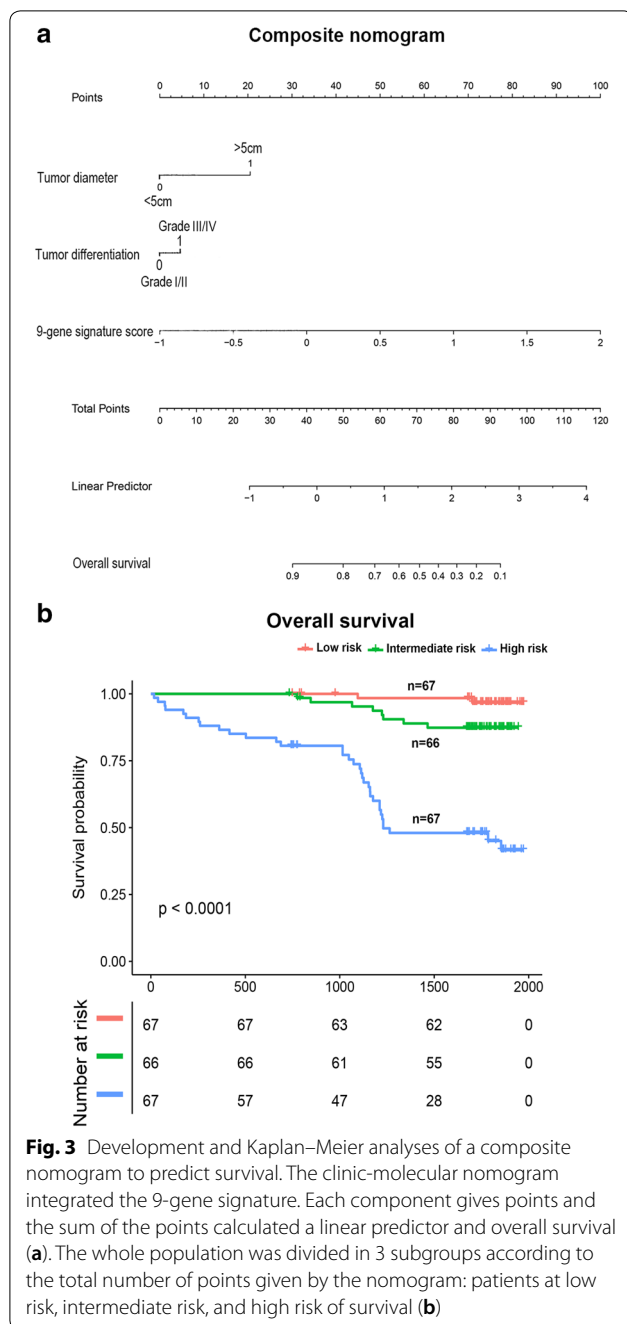 a
Composite nomogram
Points
0 10 20 30 40 50 60 70 80 90 100
>5cm
1
Tumor diameter
0
<5cm
Grade III/IV
1
Tumor differentiation
0
Grade I/II
9-gene signature score
−1 −0.5 0 0.5 1 1.5 2
Total Points
0 10 20 30 40 50 60 70 80 90 100 110 120
Linear Predictor
−1 0 1 2 3 4
Overall survival
0.9 0.8 0.7 0.6 0.5 0.4 0.3 0.2 0.1
b
Overall survival
Low risk Intermediate risk High risk
Survival probability
1.00
0.75
0.50
0.25
0.00
n=67
n=66
n=67
p < 0.0001
0 500 1000 1500 2000
Number at risk
67 67 63 62 0
66 66 61 55 0
67 57 47 28 0
Fig. 3 Development and Kaplan–Meier analyses of a composite
nomogram to predict survival. The clinic-molecular nomogram
integrated the 9-gene signature. Each component gives points and
the sum of the points calculated a linear predictor and overall survival
(a). The whole population was divided in 3 subgroups according to
the total number of points given by the nomogram: patients at low
risk, intermediate risk, and high risk of survival (b)